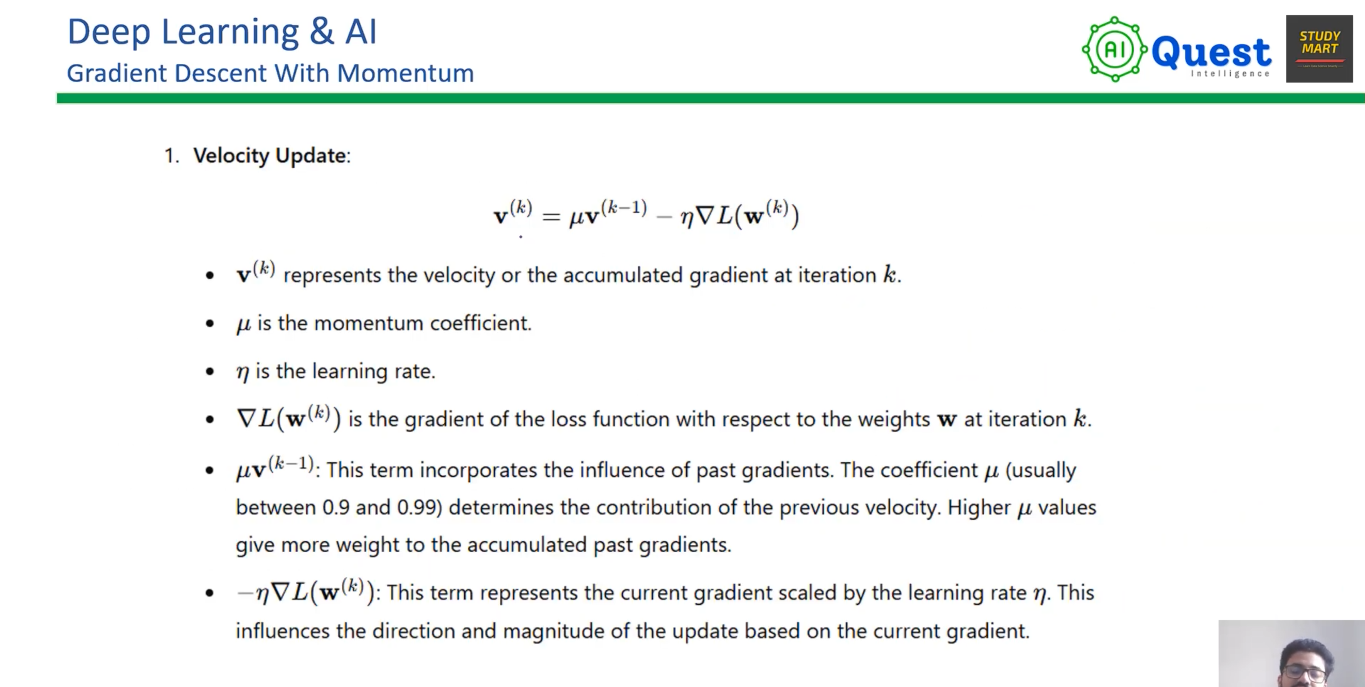 Deep Learning & AI
Gradient Descent With Momentum
AI Quest
Intelligence
STUDY
MART
1. Velocity Update:
v^(k) = μv^(k−1) − η∇L(w^(k))
• v^(k) represents the velocity or the accumulated gradient at iteration k.
• μ is the momentum coefficient.
• η is the learning rate.
• ∇L(w^(k)) is the gradient of the loss function with respect to the weights w at iteration k.
• μv^(k−1): This term incorporates the influence of past gradients. The coefficient μ (usually
between 0.9 and 0.99) determines the contribution of the previous velocity. Higher μ values
give more weight to the accumulated past gradients.
• −η∇L(w^(k)): This term represents the current gradient scaled by the learning rate η. This
influences the direction and magnitude of the update based on the current gradient.